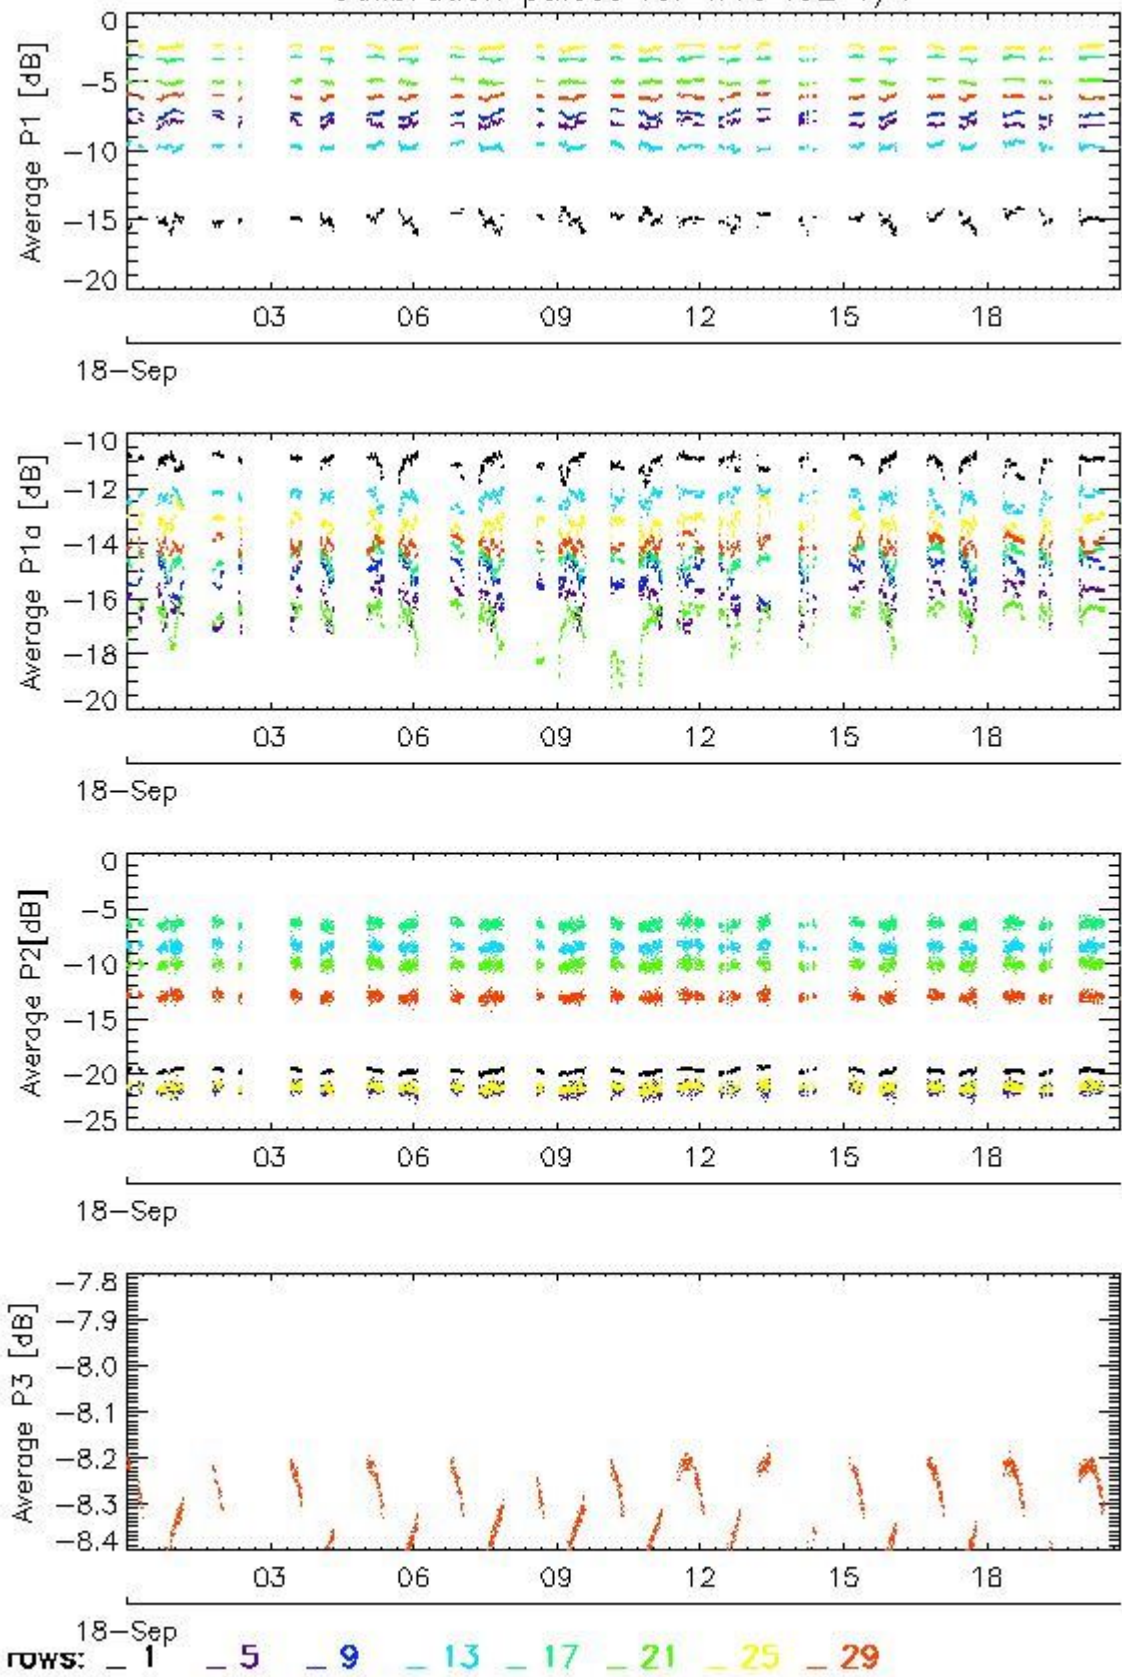 0
−5
−10
−15
−20
Average P1 [dB]
03 06 09 12 15 18
18−Sep
−10
−12
−14
−16
−18
−20
Average P1a [dB]
03 06 09 12 15 18
18−Sep
0
−5
−10
−15
−20
−25
Average P2[dB]
03 06 09 12 15 18
18−Sep
−7.8
−7.9
−8.0
−8.1
−8.2
−8.3
−8.4
Average P3 [dB]
03 06 09 12 15 18
18−Sep
rows: _ 1 _ 5 _ 9 _ 13 _ 17 _ 21 _ 25 _ 29